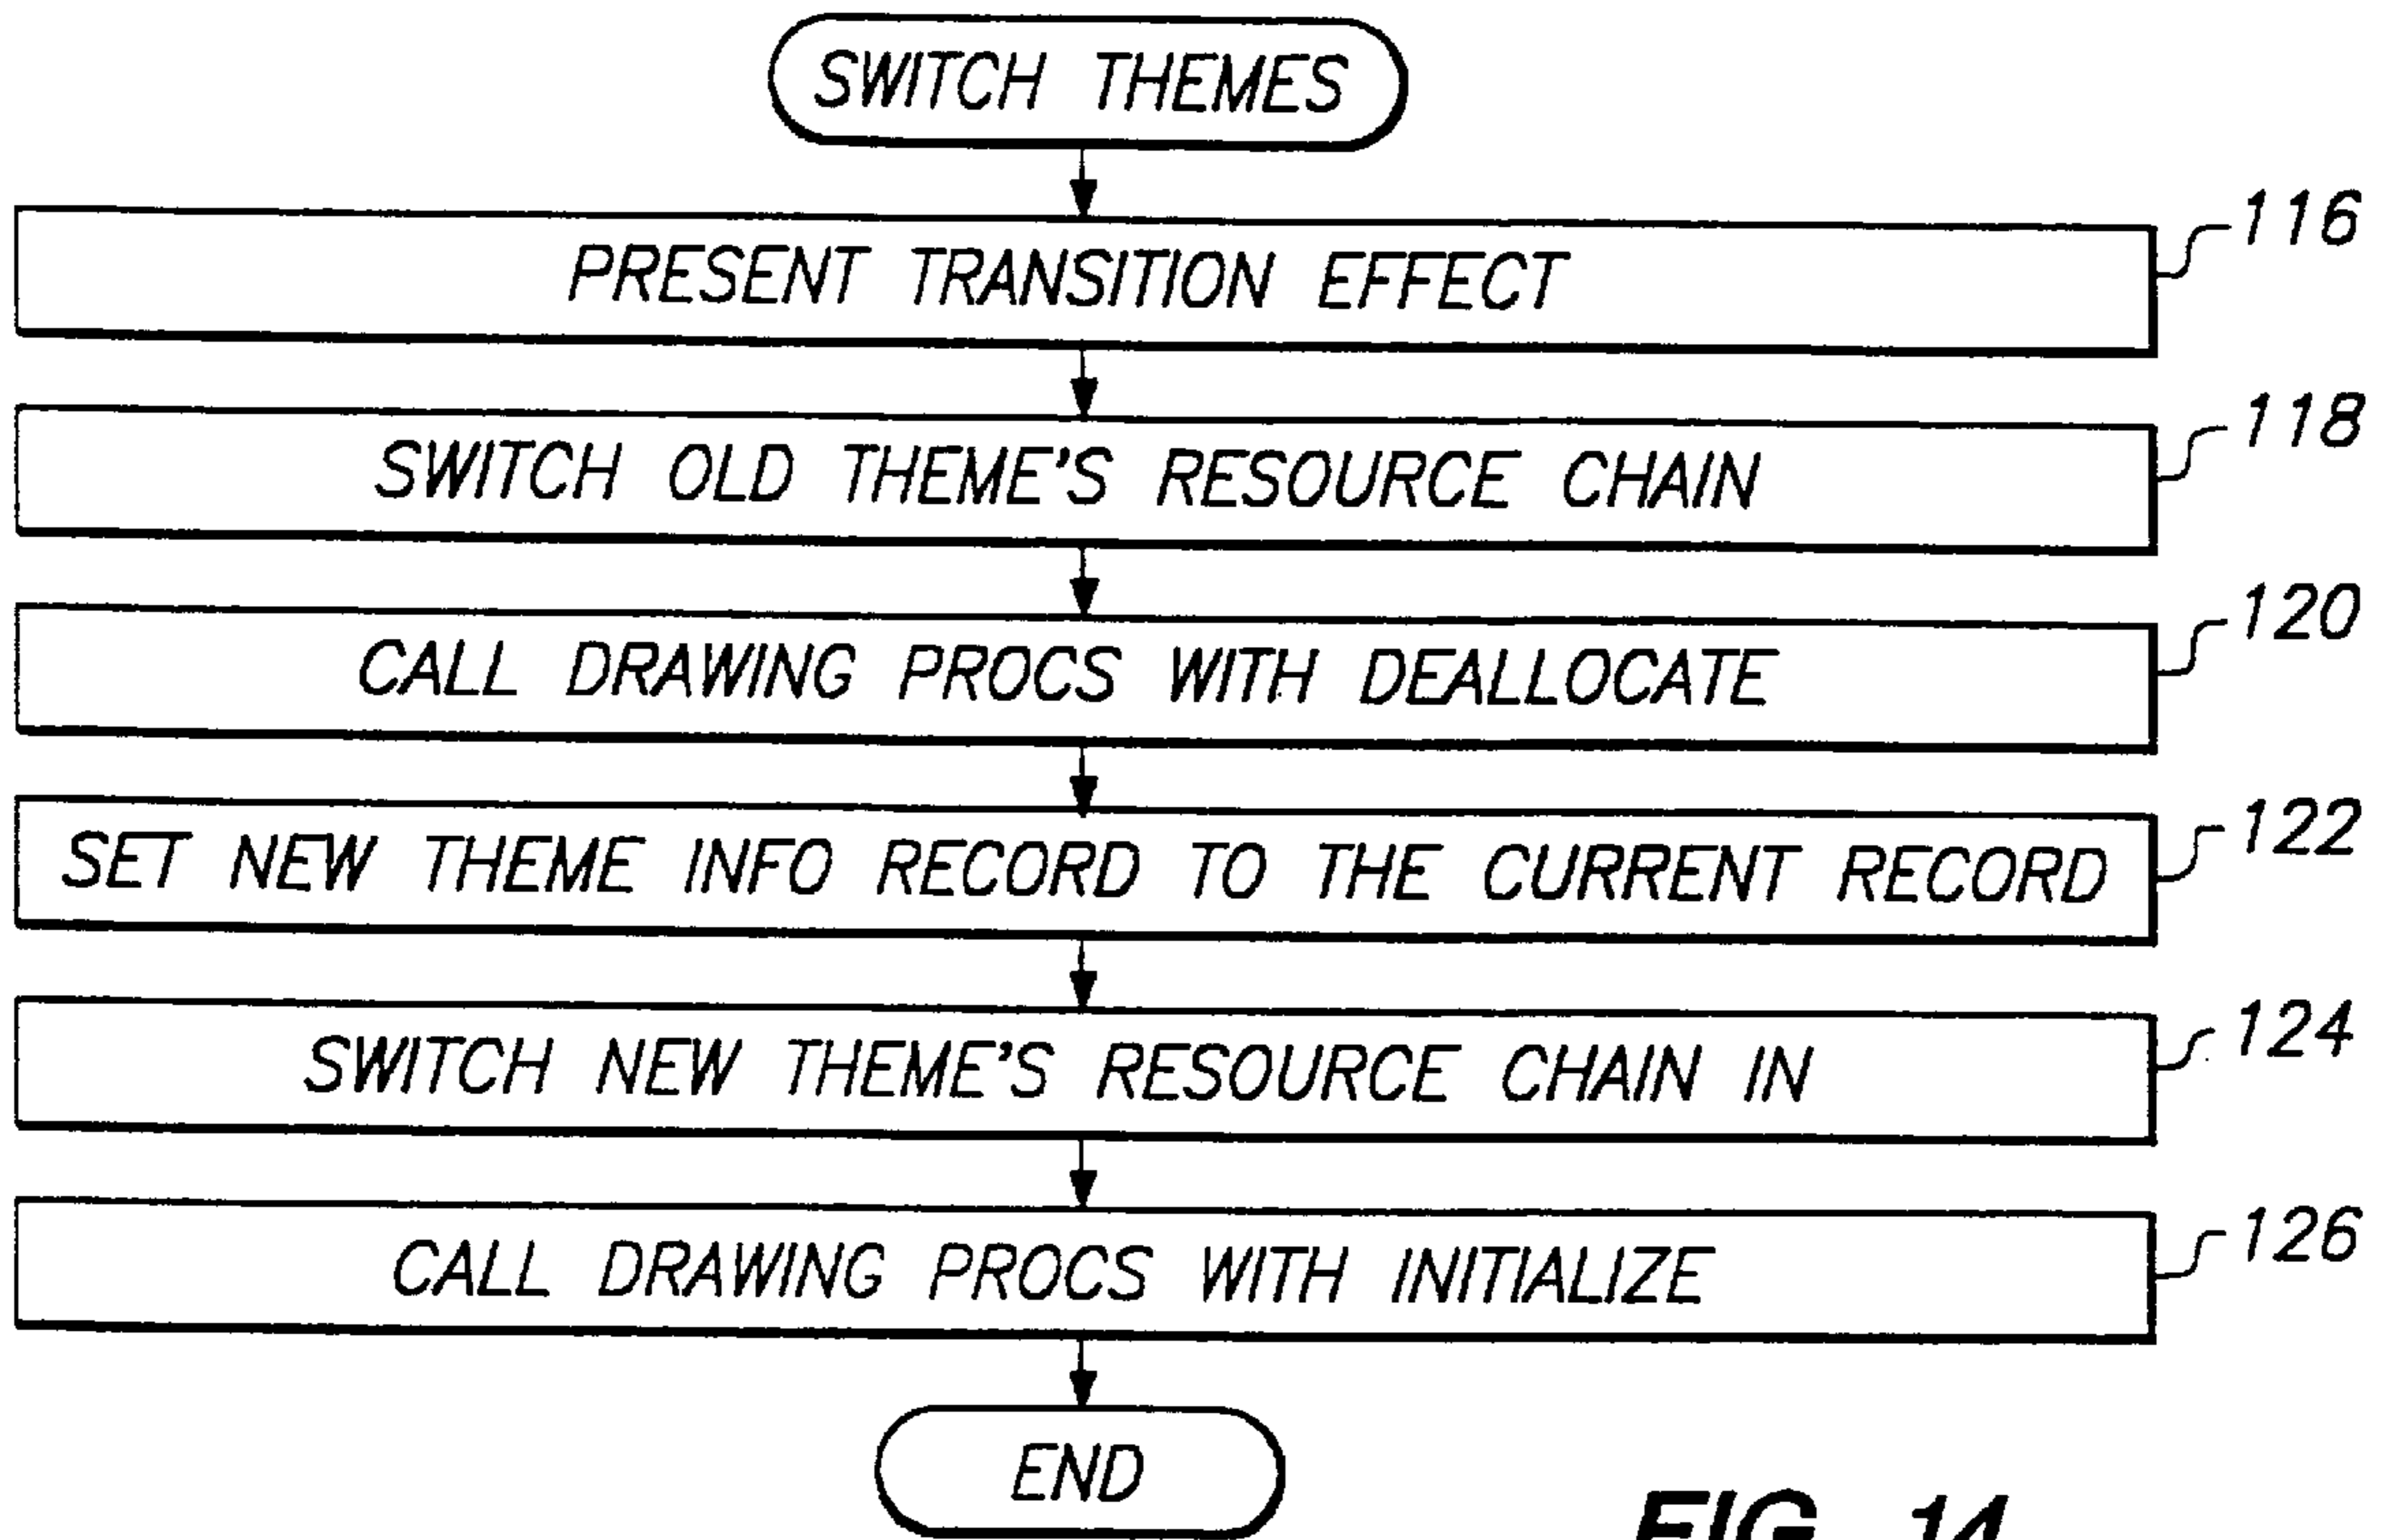 SWITCH THEMES
PRESENT TRANSITION EFFECT
116
SWITCH OLD THEME'S RESOURCE CHAIN
118
CALL DRAWING PROCS WITH DEALLOCATE
120
SET NEW THEME INFO RECORD TO THE CURRENT RECORD
122
SWITCH NEW THEME'S RESOURCE CHAIN IN
124
CALL DRAWING PROCS WITH INITIALIZE
126
END
FIG. 14